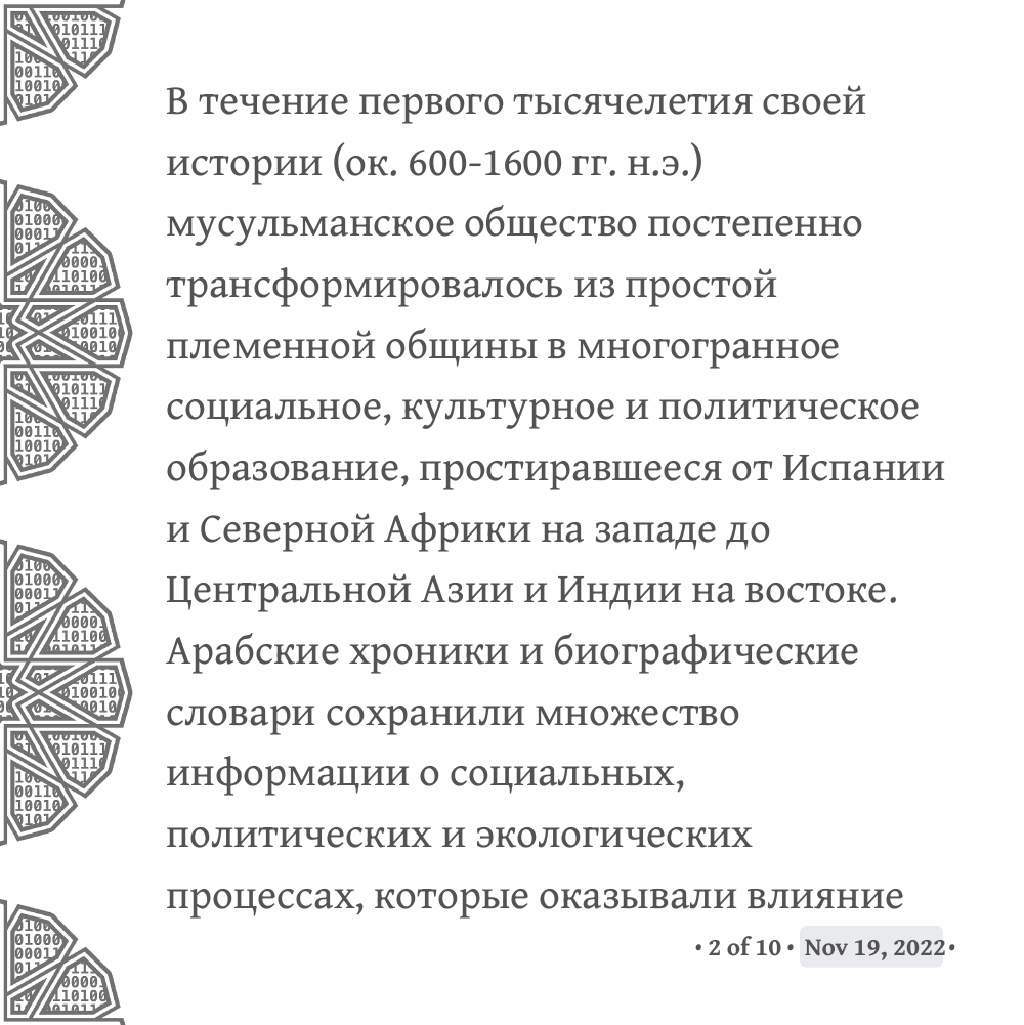 В течение первого тысячелетия своей
истории (ок. 600-1600 гг. н.э.)
мусульманское общество постепенно
трансформировалось из простой
племенной общины в многогранное
социальное, культурное и политическое
образование, простиравшееся от Испании
и Северной Африки на западе до
Центральной Азии и Индии на востоке.
Арабские хроники и биографические
словари сохранили множество
информации о социальных,
политических и экологических
процессах, которые оказывали влияние
• 2 of 10 • Nov 19, 2022 •